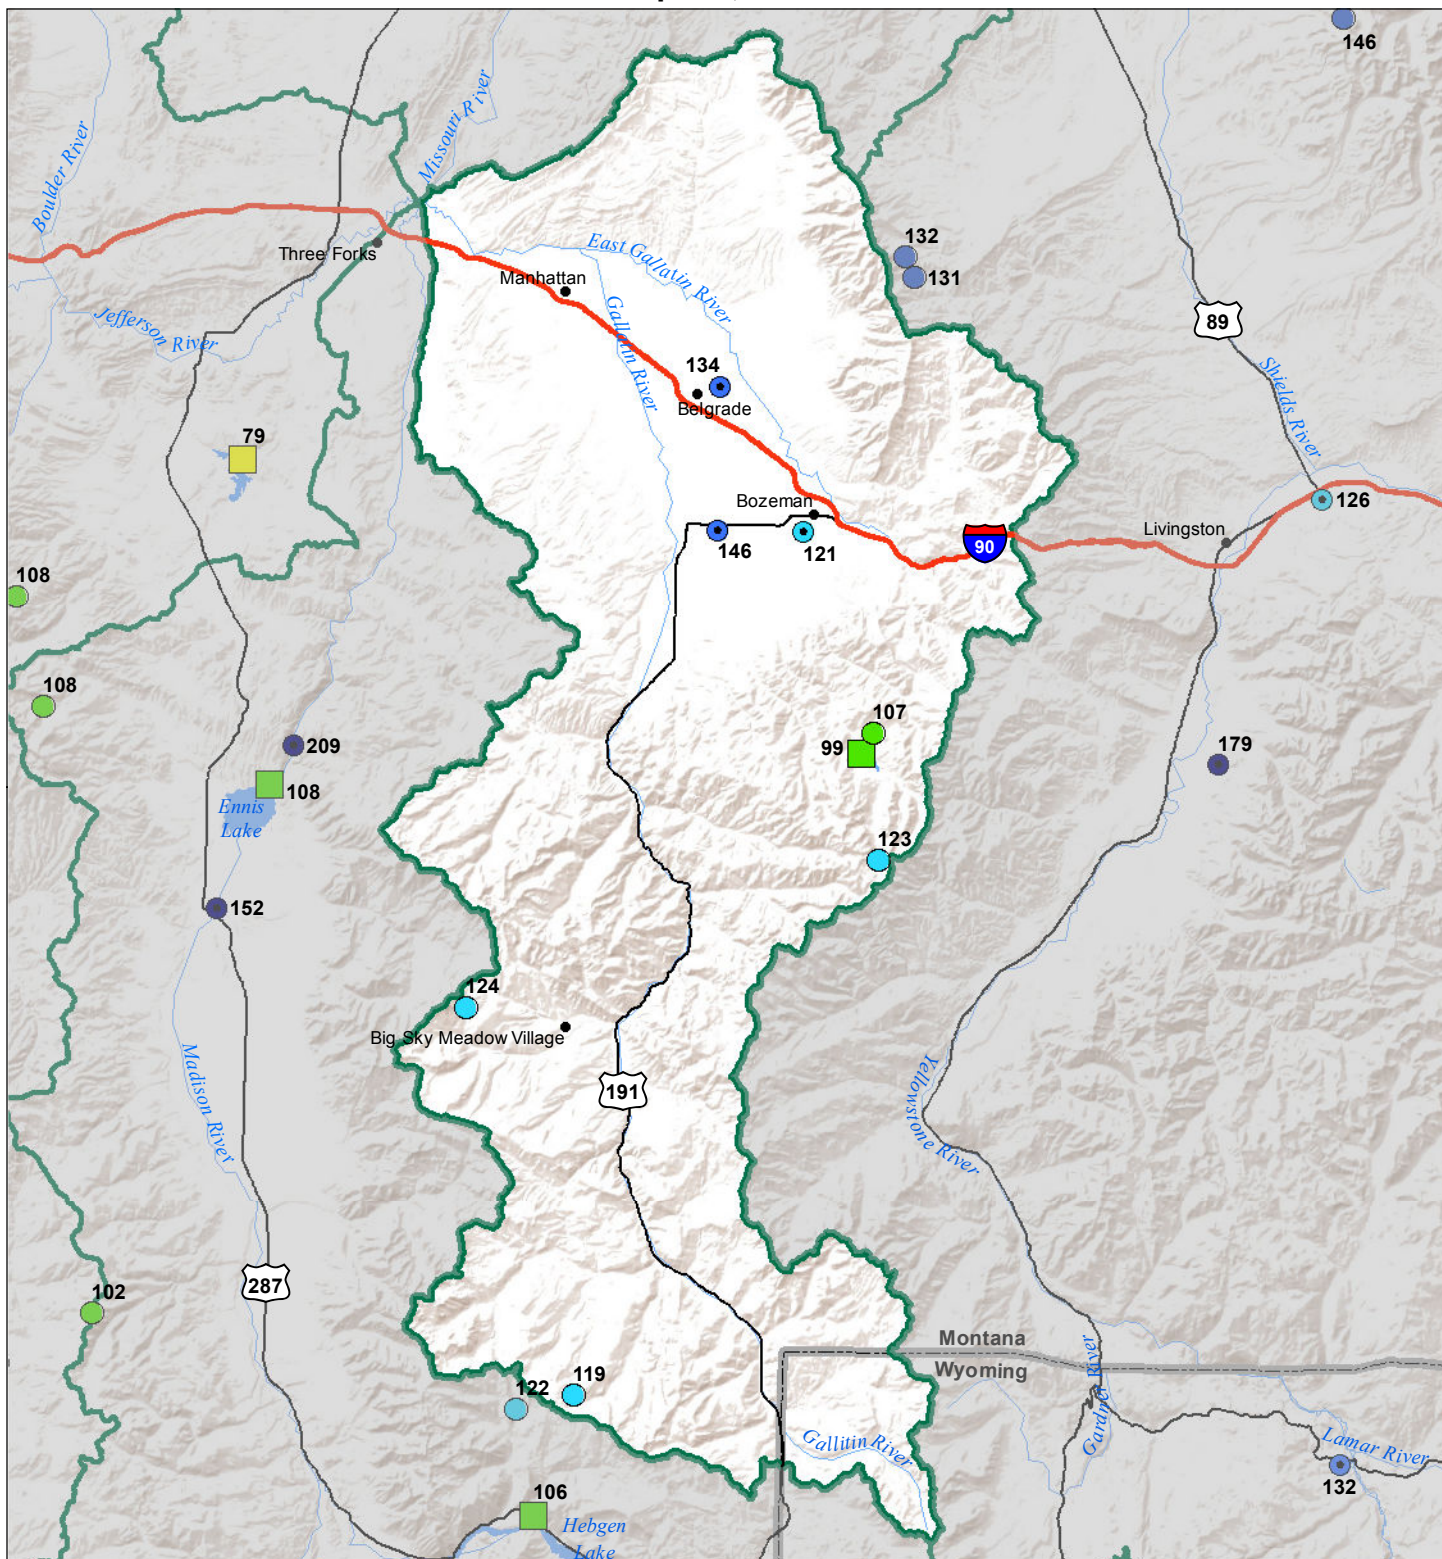 146
Boulder River
Missouri River
132
131
Three Forks
East Gallatin River
Manhattan
Gallatin River
Jefferson River
89
Shields River
134
Belgrade
79
Bozeman
126
Livingston
146
121
90
108
108
107
209
99
179
108
Ennis
Lake
123
152
124
Big Sky Meadow Village
191
Madison River
Yellowstone River
287
102
Montana
Wyoming
Gardner River
119
122
Gallitin River
Lamar River
132
106
Hebgen
Lake